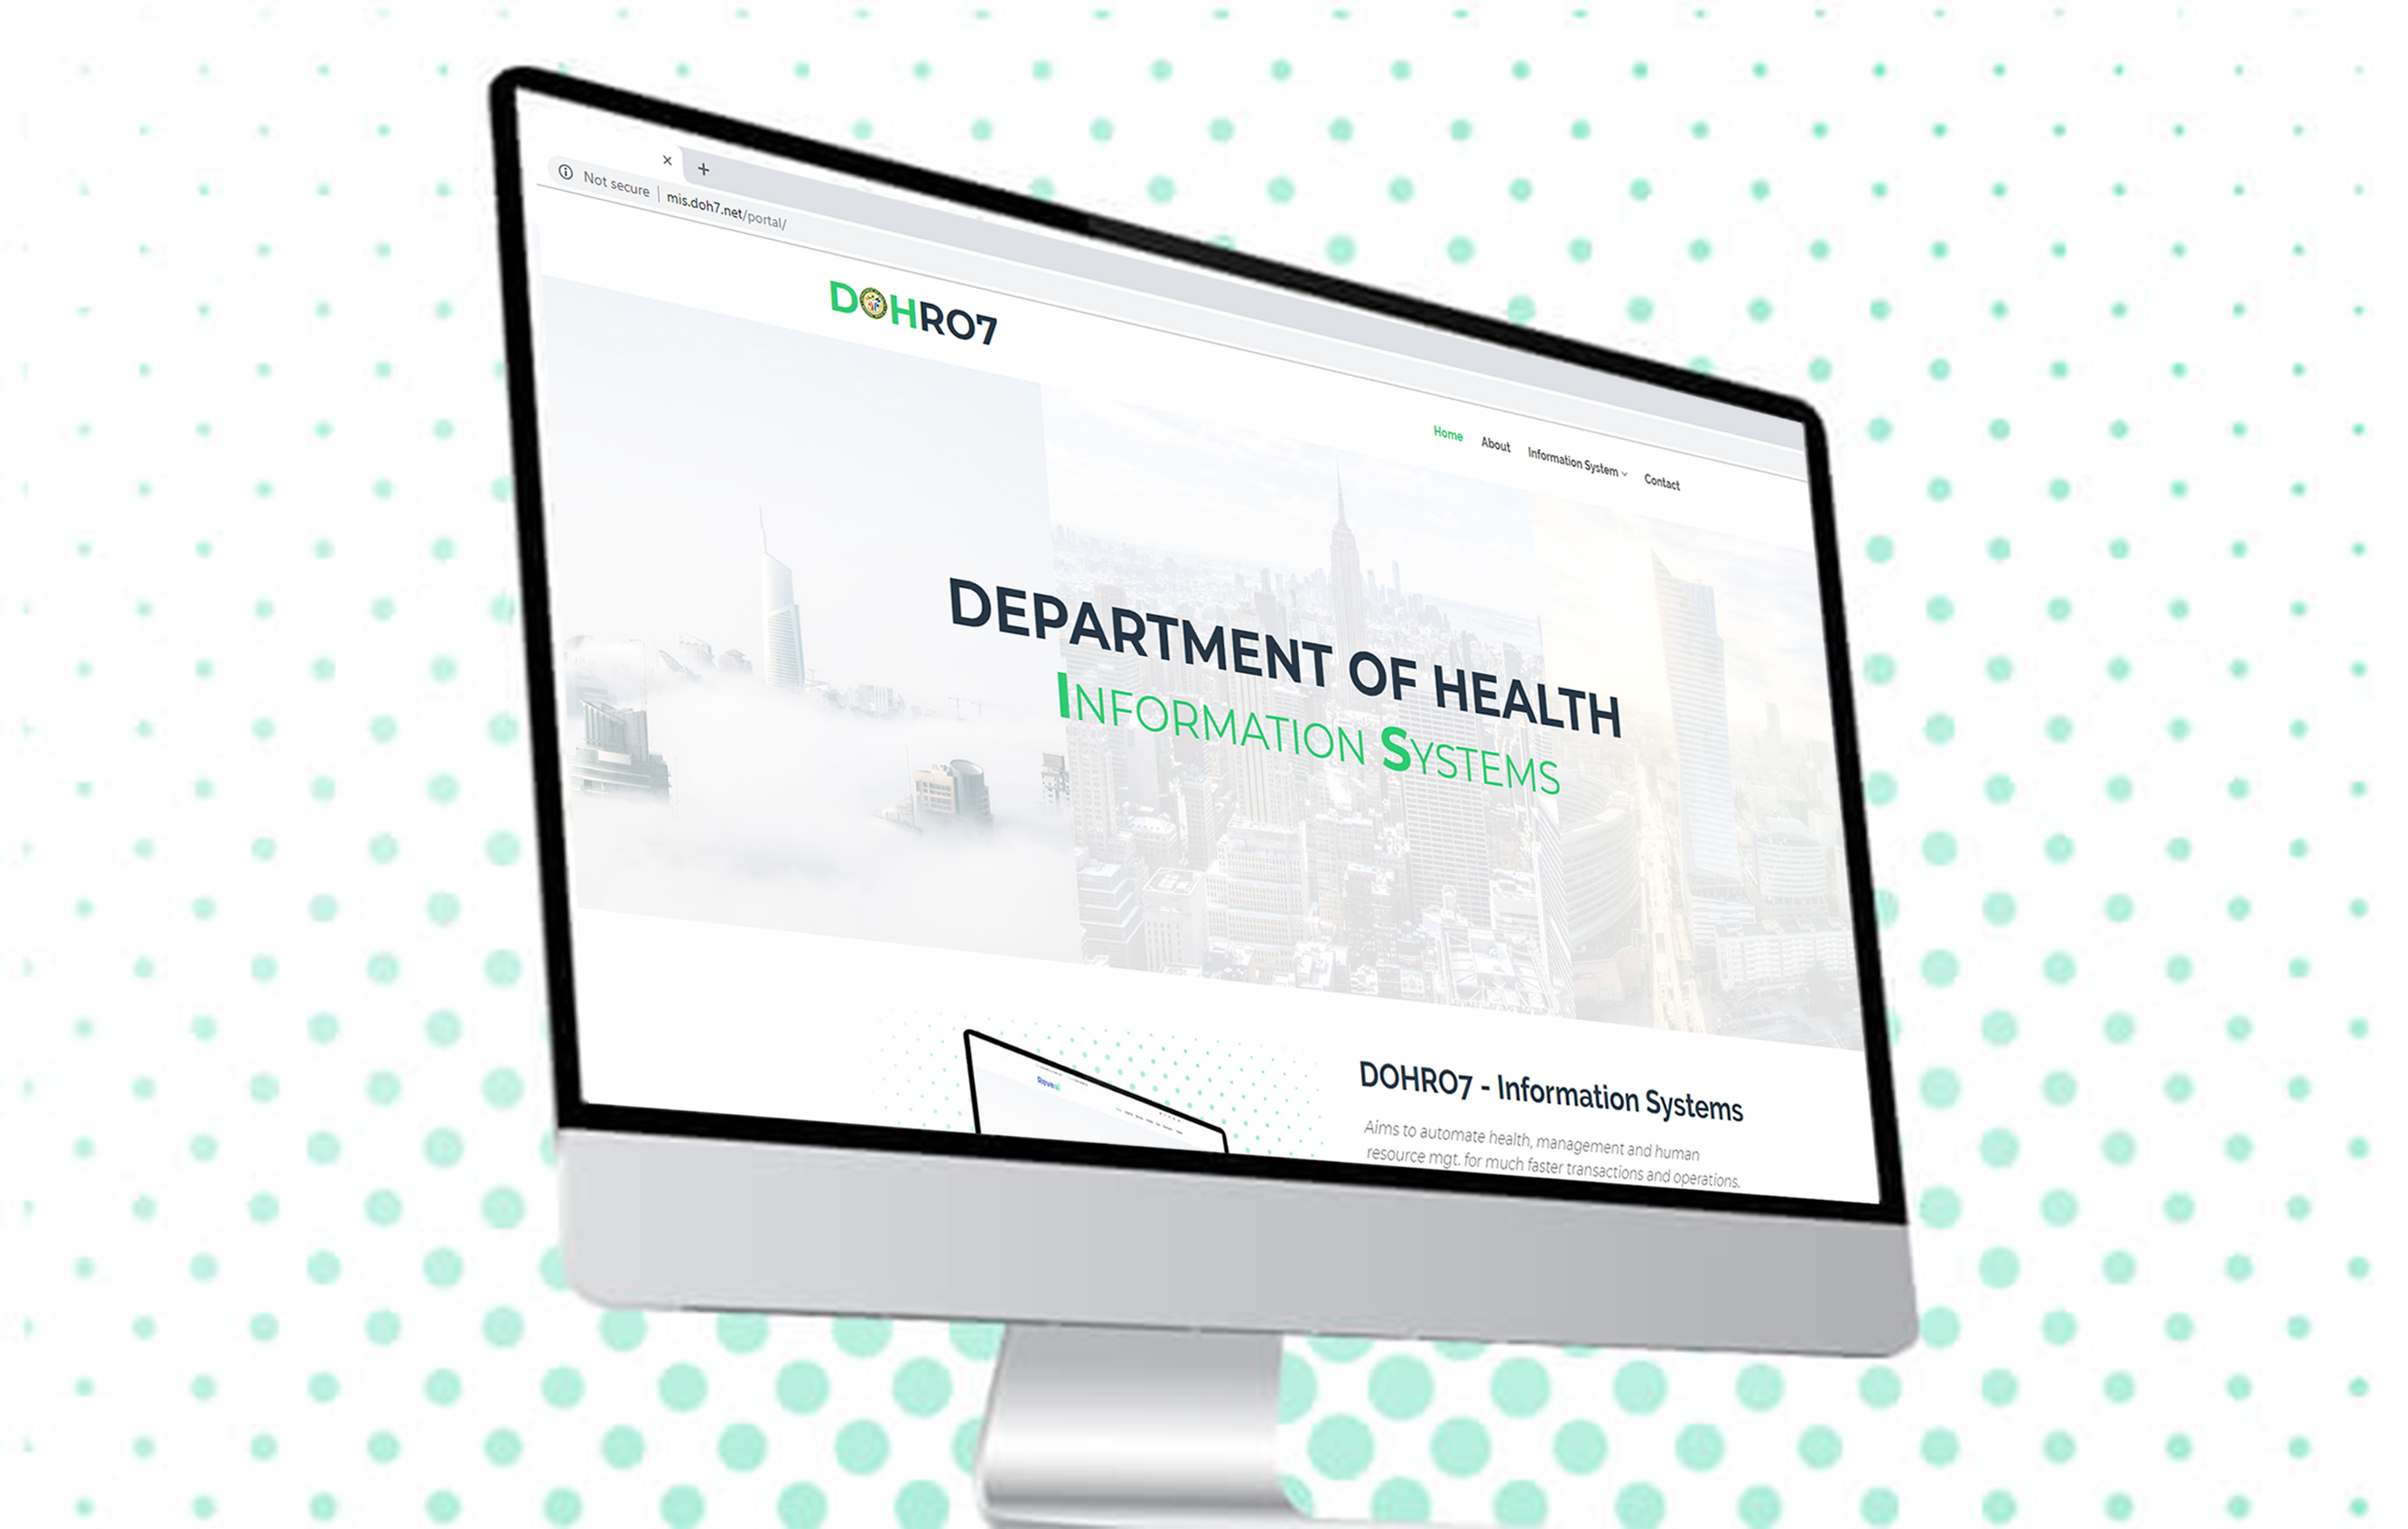 Not secure | mis.doh7.net/portal/
DOHRO7
Home About Information System Contact
DEPARTMENT OF HEALTH
INFORMATION SYSTEMS
DOHRO7 - Information Systems
Aims to automate health, management and human
resource mgt. for much faster transactions and operations.